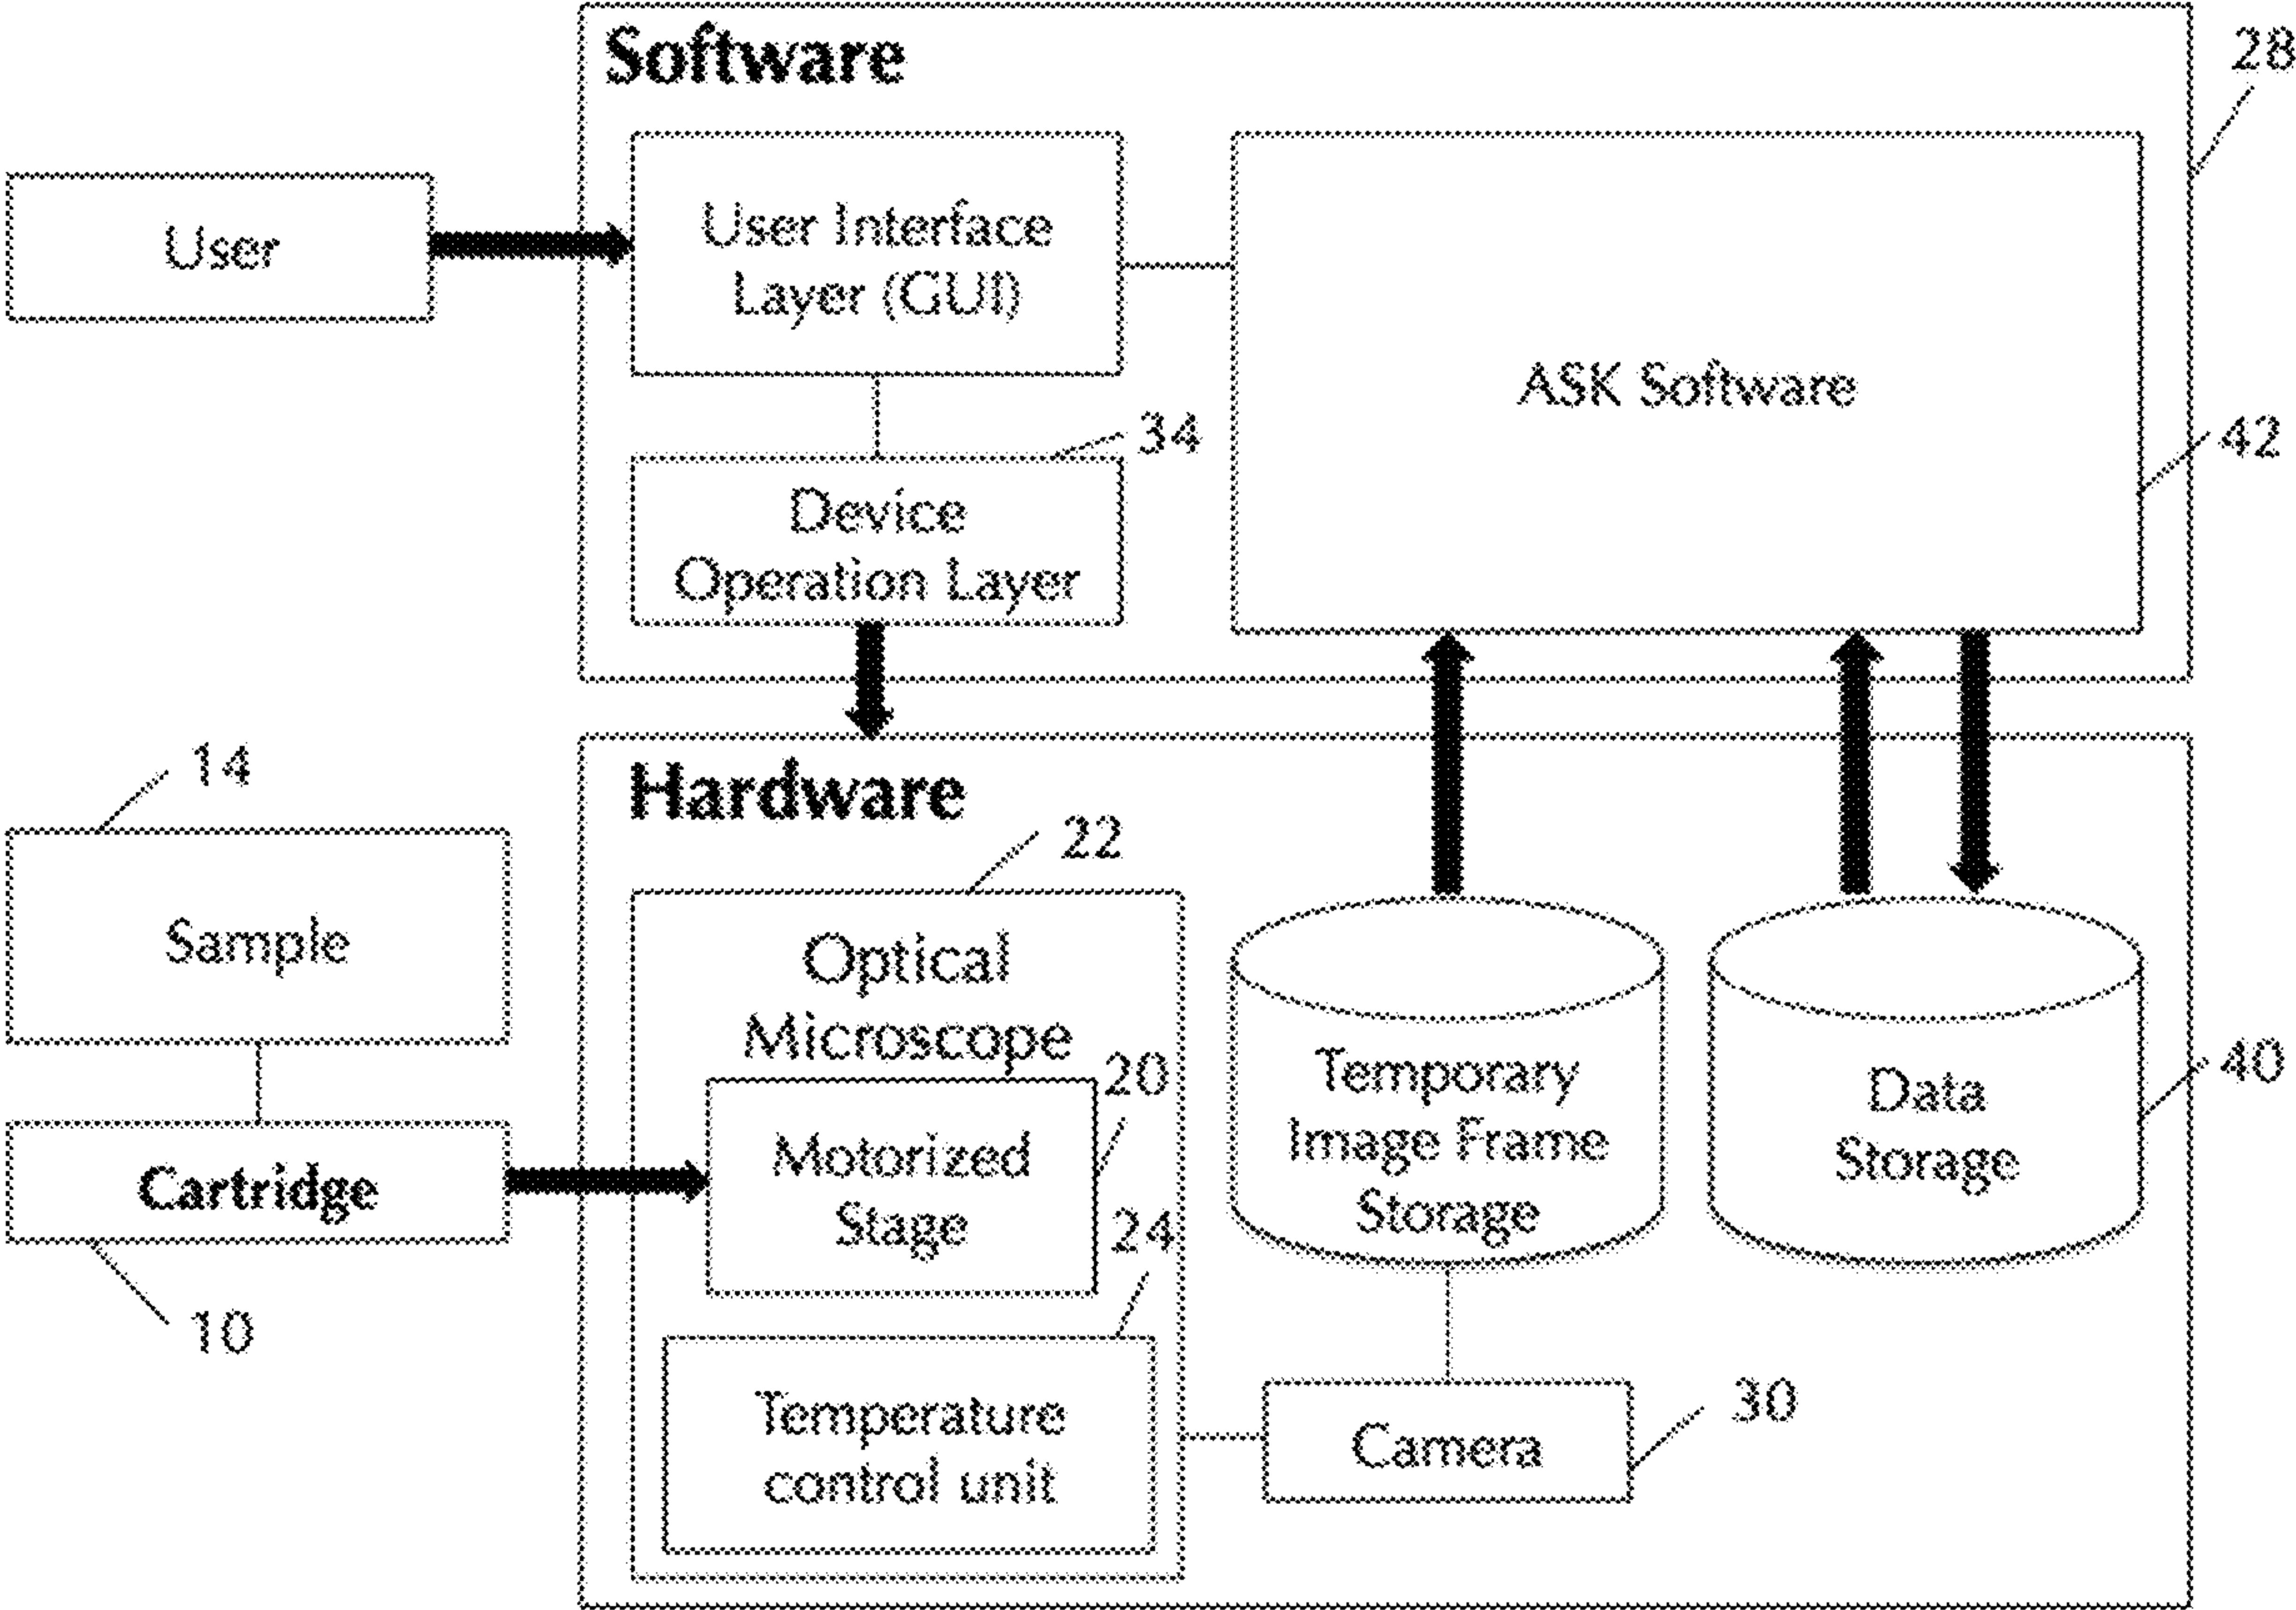 Software
28
User
User Interface
Layer (GUI)
ASK Software
34
42
Device
Operation Layer
14
Hardware
22
Sample
Optical
Microscope
20
Temporary
Image Frame
Storage
Data
Storage
40
Cartridge
Motorized
Stage
24
10
Temperature
control unit
Camera
30